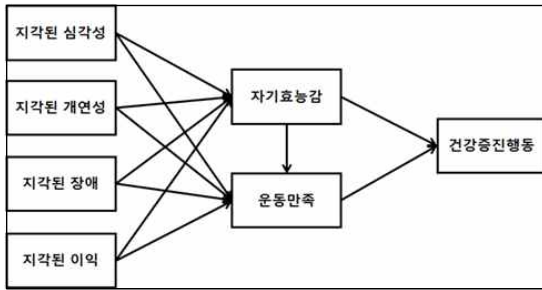 지각된 심각성
지각된 개연성
지각된 장애
지각된 이익
자기효능감
운동만족
건강증진행동